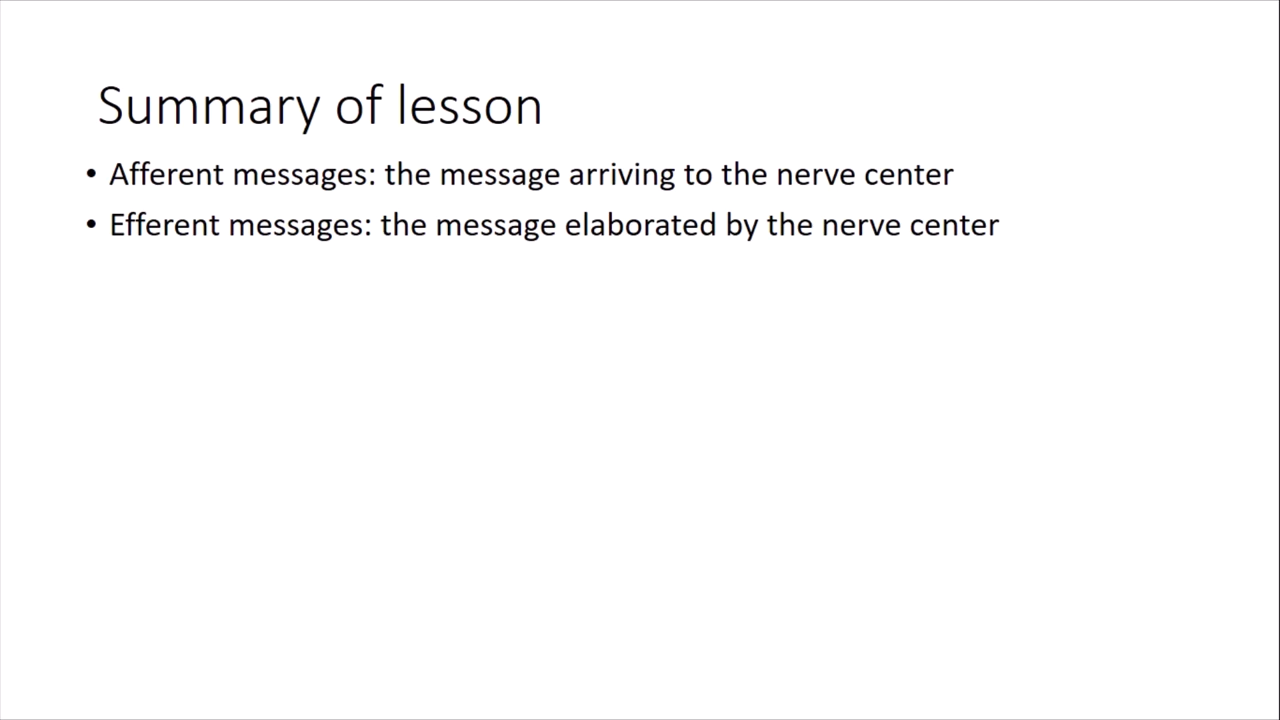 Summary of lesson
• Afferent messages: the message arriving to the nerve center
• Efferent messages: the message elaborated by the nerve center